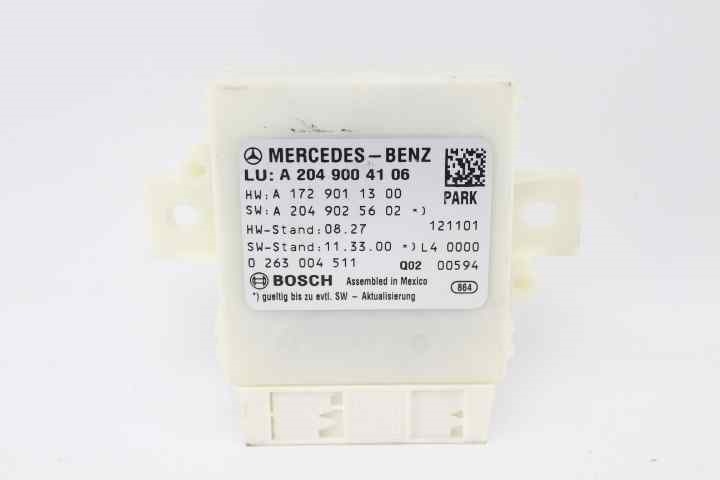 MERCEDES-BENZ
LU: A 204 900 41 06
HW: A 172 901 13 00 PARK
SW: A 204 902 56 02 *)
HW-Stand: 08.27 121101
SW-Stand: 11.33.00 *) L4 0000
0 263 004 511 Q02 00594
BOSCH Assembled in Mexico 864
*) gueltig bis zu evtl. SW - Aktualisierung